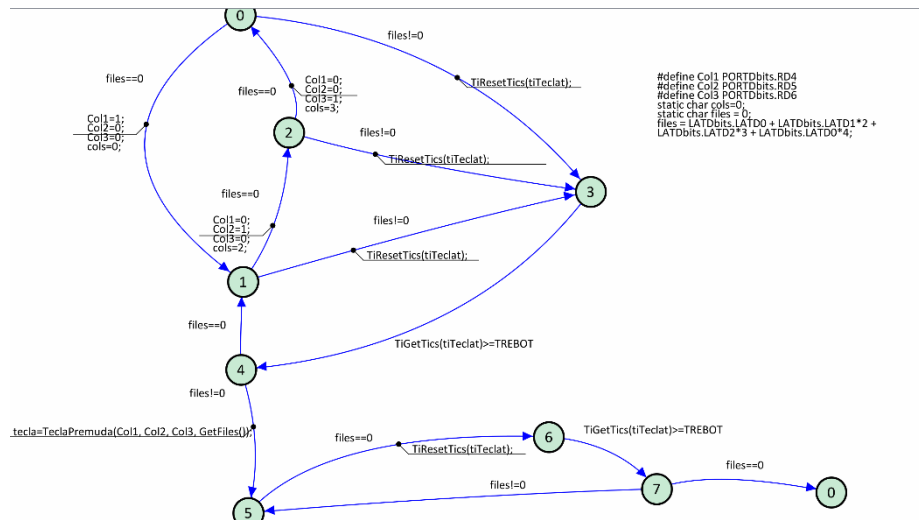 0
files!=0
files==0
TiResetTics(tiTeclat);
#define Col1 PORTDbits.RD4
#define Col2 PORTDbits.RD5
#define Col3 PORTDbits.RD6
static char cols=0;
static char files = 0;
files = LATDbits.LATD0 + LATDbits.LATD1*2 +
LATDbits.LATD2*3 + LATDbits.LATD0*4;
Col1=0;
Col2=0;
Col3=1;
cols=3;
files==0
Col1=1;
Col2=0;
Col3=0;
cols=0;
2
files!=0
TiResetTics(tiTeclat);
3
files==0
Col1=0;
Col2=1;
Col3=0;
cols=2;
files!=0
TiResetTics(tiTeclat);
1
files==0
TiGetTics(tiTeclat)>=TREBOT
4
files!=0
tecla=TeclaPremuda(Col1, Col2, Col3, GetFiles());
files==0
TiResetTics(tiTeclat);
6
TiGetTics(tiTeclat)>=TREBOT
files==0
files!=0
7
0
5